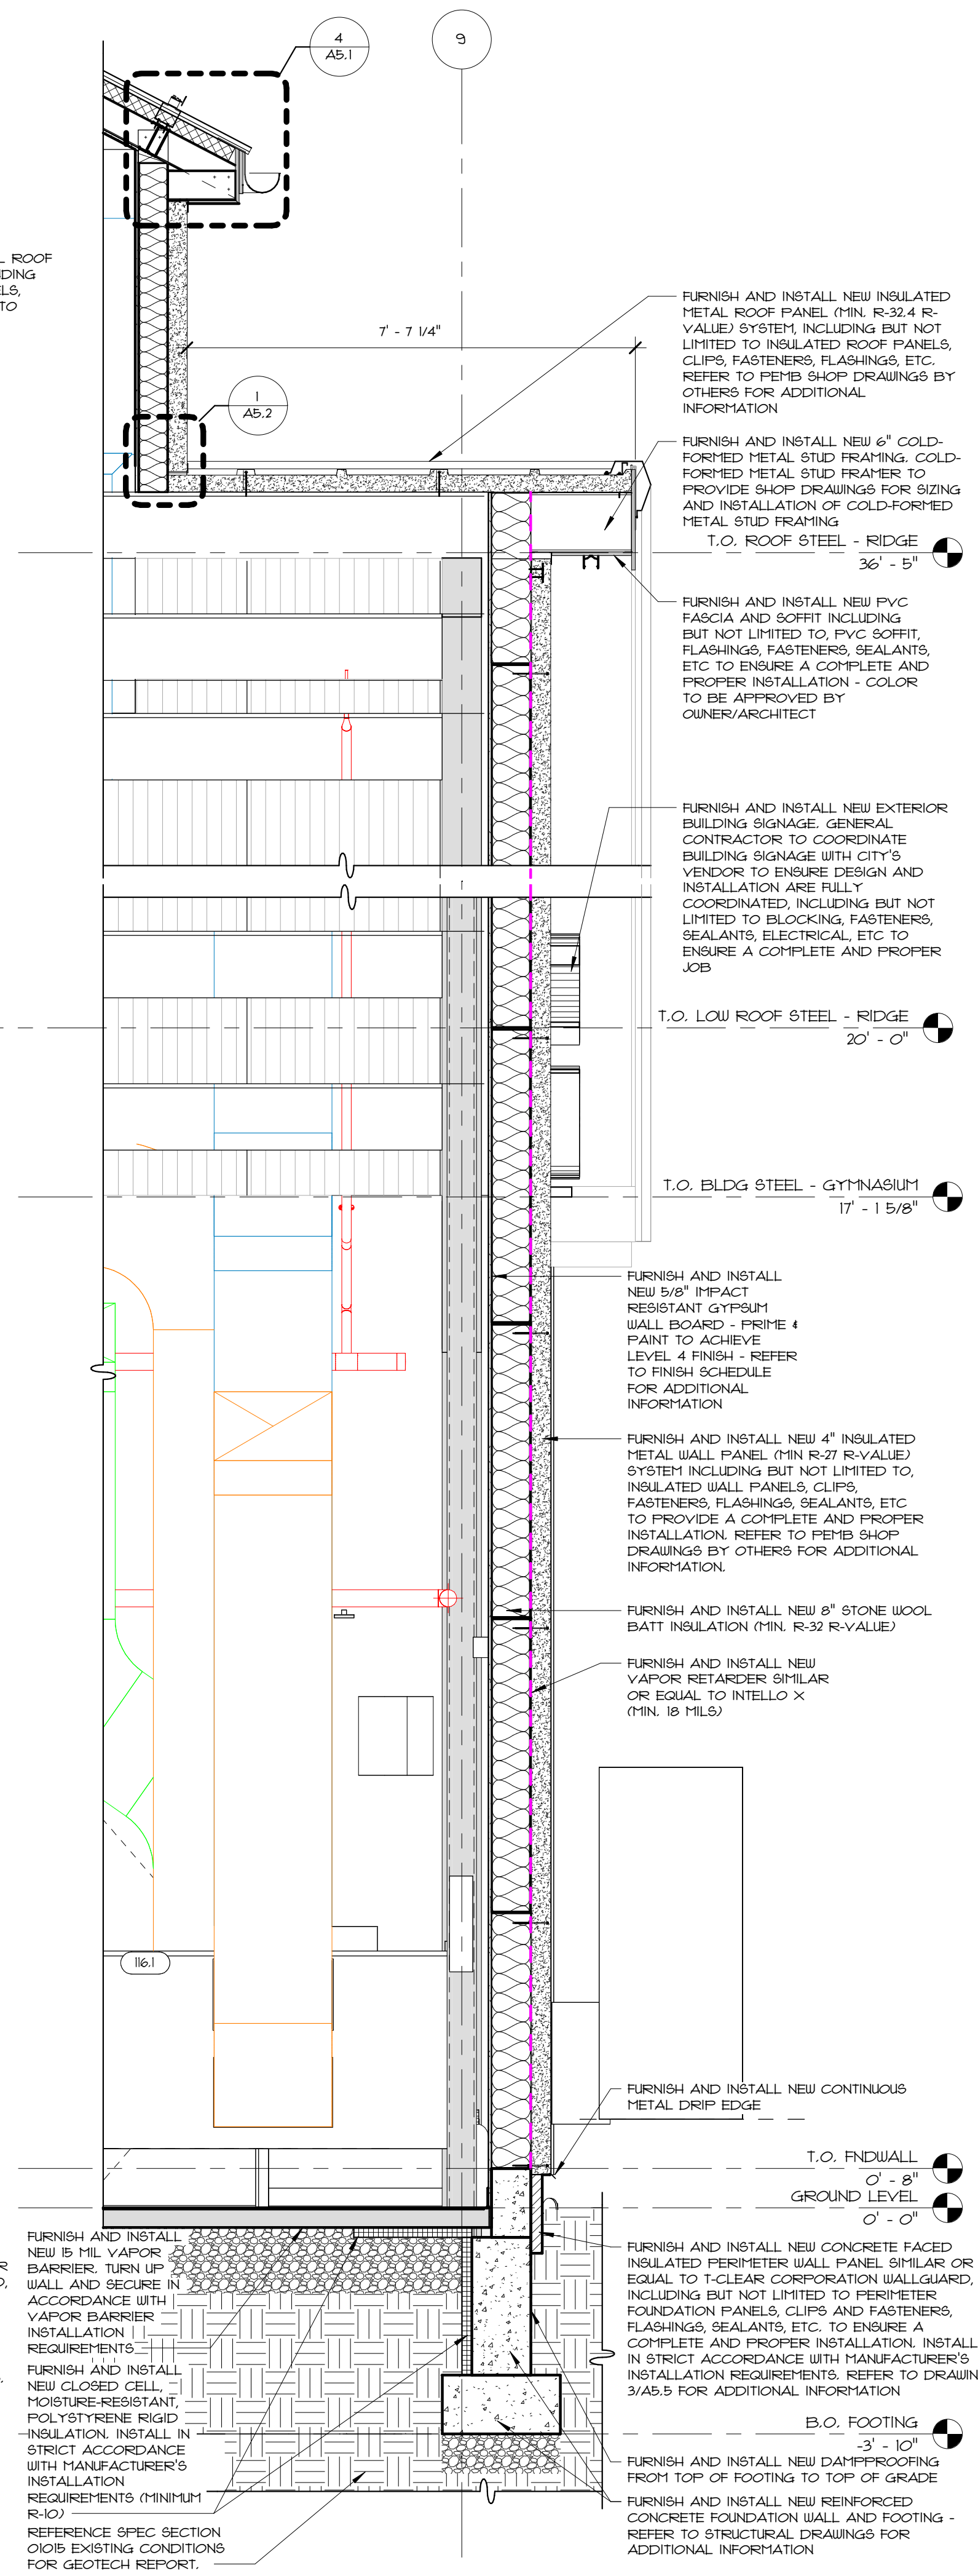 4
A5.1
9
L ROOF
DING
ELS,
TO
7' - 7 1/4"
1
A5.2
FURNISH AND INSTALL NEW INSULATED
METAL ROOF PANEL (MIN. R-32.4 R-
VALUE) SYSTEM, INCLUDING BUT NOT
LIMITED TO INSULATED ROOF PANELS,
CLIPS, FASTENERS, FLASHINGS, ETC.
REFER TO PEMB SHOP DRAWINGS BY
OTHERS FOR ADDITIONAL
INFORMATION
FURNISH AND INSTALL NEW 6" COLD-
FORMED METAL STUD FRAMING. COLD-
FORMED METAL STUD FRAMER TO
PROVIDE SHOP DRAWINGS FOR SIZING
AND INSTALLATION OF COLD-FORMED
METAL STUD FRAMING
T.O. ROOF STEEL - RIDGE
36' - 5"
FURNISH AND INSTALL NEW PVC
FASCIA AND SOFFIT INCLUDING
BUT NOT LIMITED TO, PVC SOFFIT,
FLASHINGS, FASTENERS, SEALANTS,
ETC TO ENSURE A COMPLETE AND
PROPER INSTALLATION - COLOR
TO BE APPROVED BY
OWNER/ARCHITECT
FURNISH AND INSTALL NEW EXTERIOR
BUILDING SIGNAGE. GENERAL
CONTRACTOR TO COORDINATE
BUILDING SIGNAGE WITH CITY'S
VENDOR TO ENSURE DESIGN AND
INSTALLATION ARE FULLY
COORDINATED, INCLUDING BUT NOT
LIMITED TO BLOCKING, FASTENERS,
SEALANTS, ELECTRICAL, ETC TO
ENSURE A COMPLETE AND PROPER
JOB
T.O. LOW ROOF STEEL - RIDGE
20' - 0"
T.O. BLDG STEEL - GYMNASIUM
17' - 1 5/8"
FURNISH AND INSTALL
NEW 5/8" IMPACT
RESISTANT GYPSUM
WALL BOARD - PRIME &
PAINT TO ACHIEVE
LEVEL 4 FINISH - REFER
TO FINISH SCHEDULE
FOR ADDITIONAL
INFORMATION
FURNISH AND INSTALL NEW 4" INSULATED
METAL WALL PANEL (MIN R-27 R-VALUE)
SYSTEM INCLUDING BUT NOT LIMITED TO,
INSULATED WALL PANELS, CLIPS,
FASTENERS, FLASHINGS, SEALANTS, ETC
TO PROVIDE A COMPLETE AND PROPER
INSTALLATION. REFER TO PEMB SHOP
DRAWINGS BY OTHERS FOR ADDITIONAL
INFORMATION.
FURNISH AND INSTALL NEW 8" STONE WOOL
BATT INSULATION (MIN. R-32 R-VALUE)
FURNISH AND INSTALL NEW
VAPOR RETARDER SIMILAR
OR EQUAL TO INTELLO X
(MIN. 18 MILS)
116.1
FURNISH AND INSTALL NEW CONTINUOUS
METAL DRIP EDGE
T.O. FNDWALL
0' - 8"
GROUND LEVEL
0' - 0"
FURNISH AND INSTALL
NEW 15 MIL VAPOR
BARRIER. TURN UP
WALL AND SECURE IN
ACCORDANCE WITH
VAPOR BARRIER
INSTALLATION
REQUIREMENTS
FURNISH AND INSTALL
NEW CLOSED CELL,
MOISTURE-RESISTANT,
POLYSTYRENE RIGID
INSULATION. INSTALL IN
STRICT ACCORDANCE
WITH MANUFACTURER'S
INSTALLATION
REQUIREMENTS (MINIMUM
R-10)
REFERENCE SPEC SECTION
01015 EXISTING CONDITIONS
FOR GEOTECH REPORT.
FURNISH AND INSTALL NEW CONCRETE FACED
INSULATED PERIMETER WALL PANEL SIMILAR OR
EQUAL TO T-CLEAR CORPORATION WALLGUARD,
INCLUDING BUT NOT LIMITED TO PERIMETER
FOUNDATION PANELS, CLIPS AND FASTENERS,
FLASHINGS, SEALANTS, ETC. TO ENSURE A
COMPLETE AND PROPER INSTALLATION. INSTALL
IN STRICT ACCORDANCE WITH MANUFACTURER'S
INSTALLATION REQUIREMENTS. REFER TO DRAWIN
3/A5.5 FOR ADDITIONAL INFORMATION
B.O. FOOTING
-3' - 10"
FURNISH AND INSTALL NEW DAMPPROOFING
FROM TOP OF FOOTING TO TOP OF GRADE
FURNISH AND INSTALL NEW REINFORCED
CONCRETE FOUNDATION WALL AND FOOTING -
REFER TO STRUCTURAL DRAWINGS FOR
ADDITIONAL INFORMATION